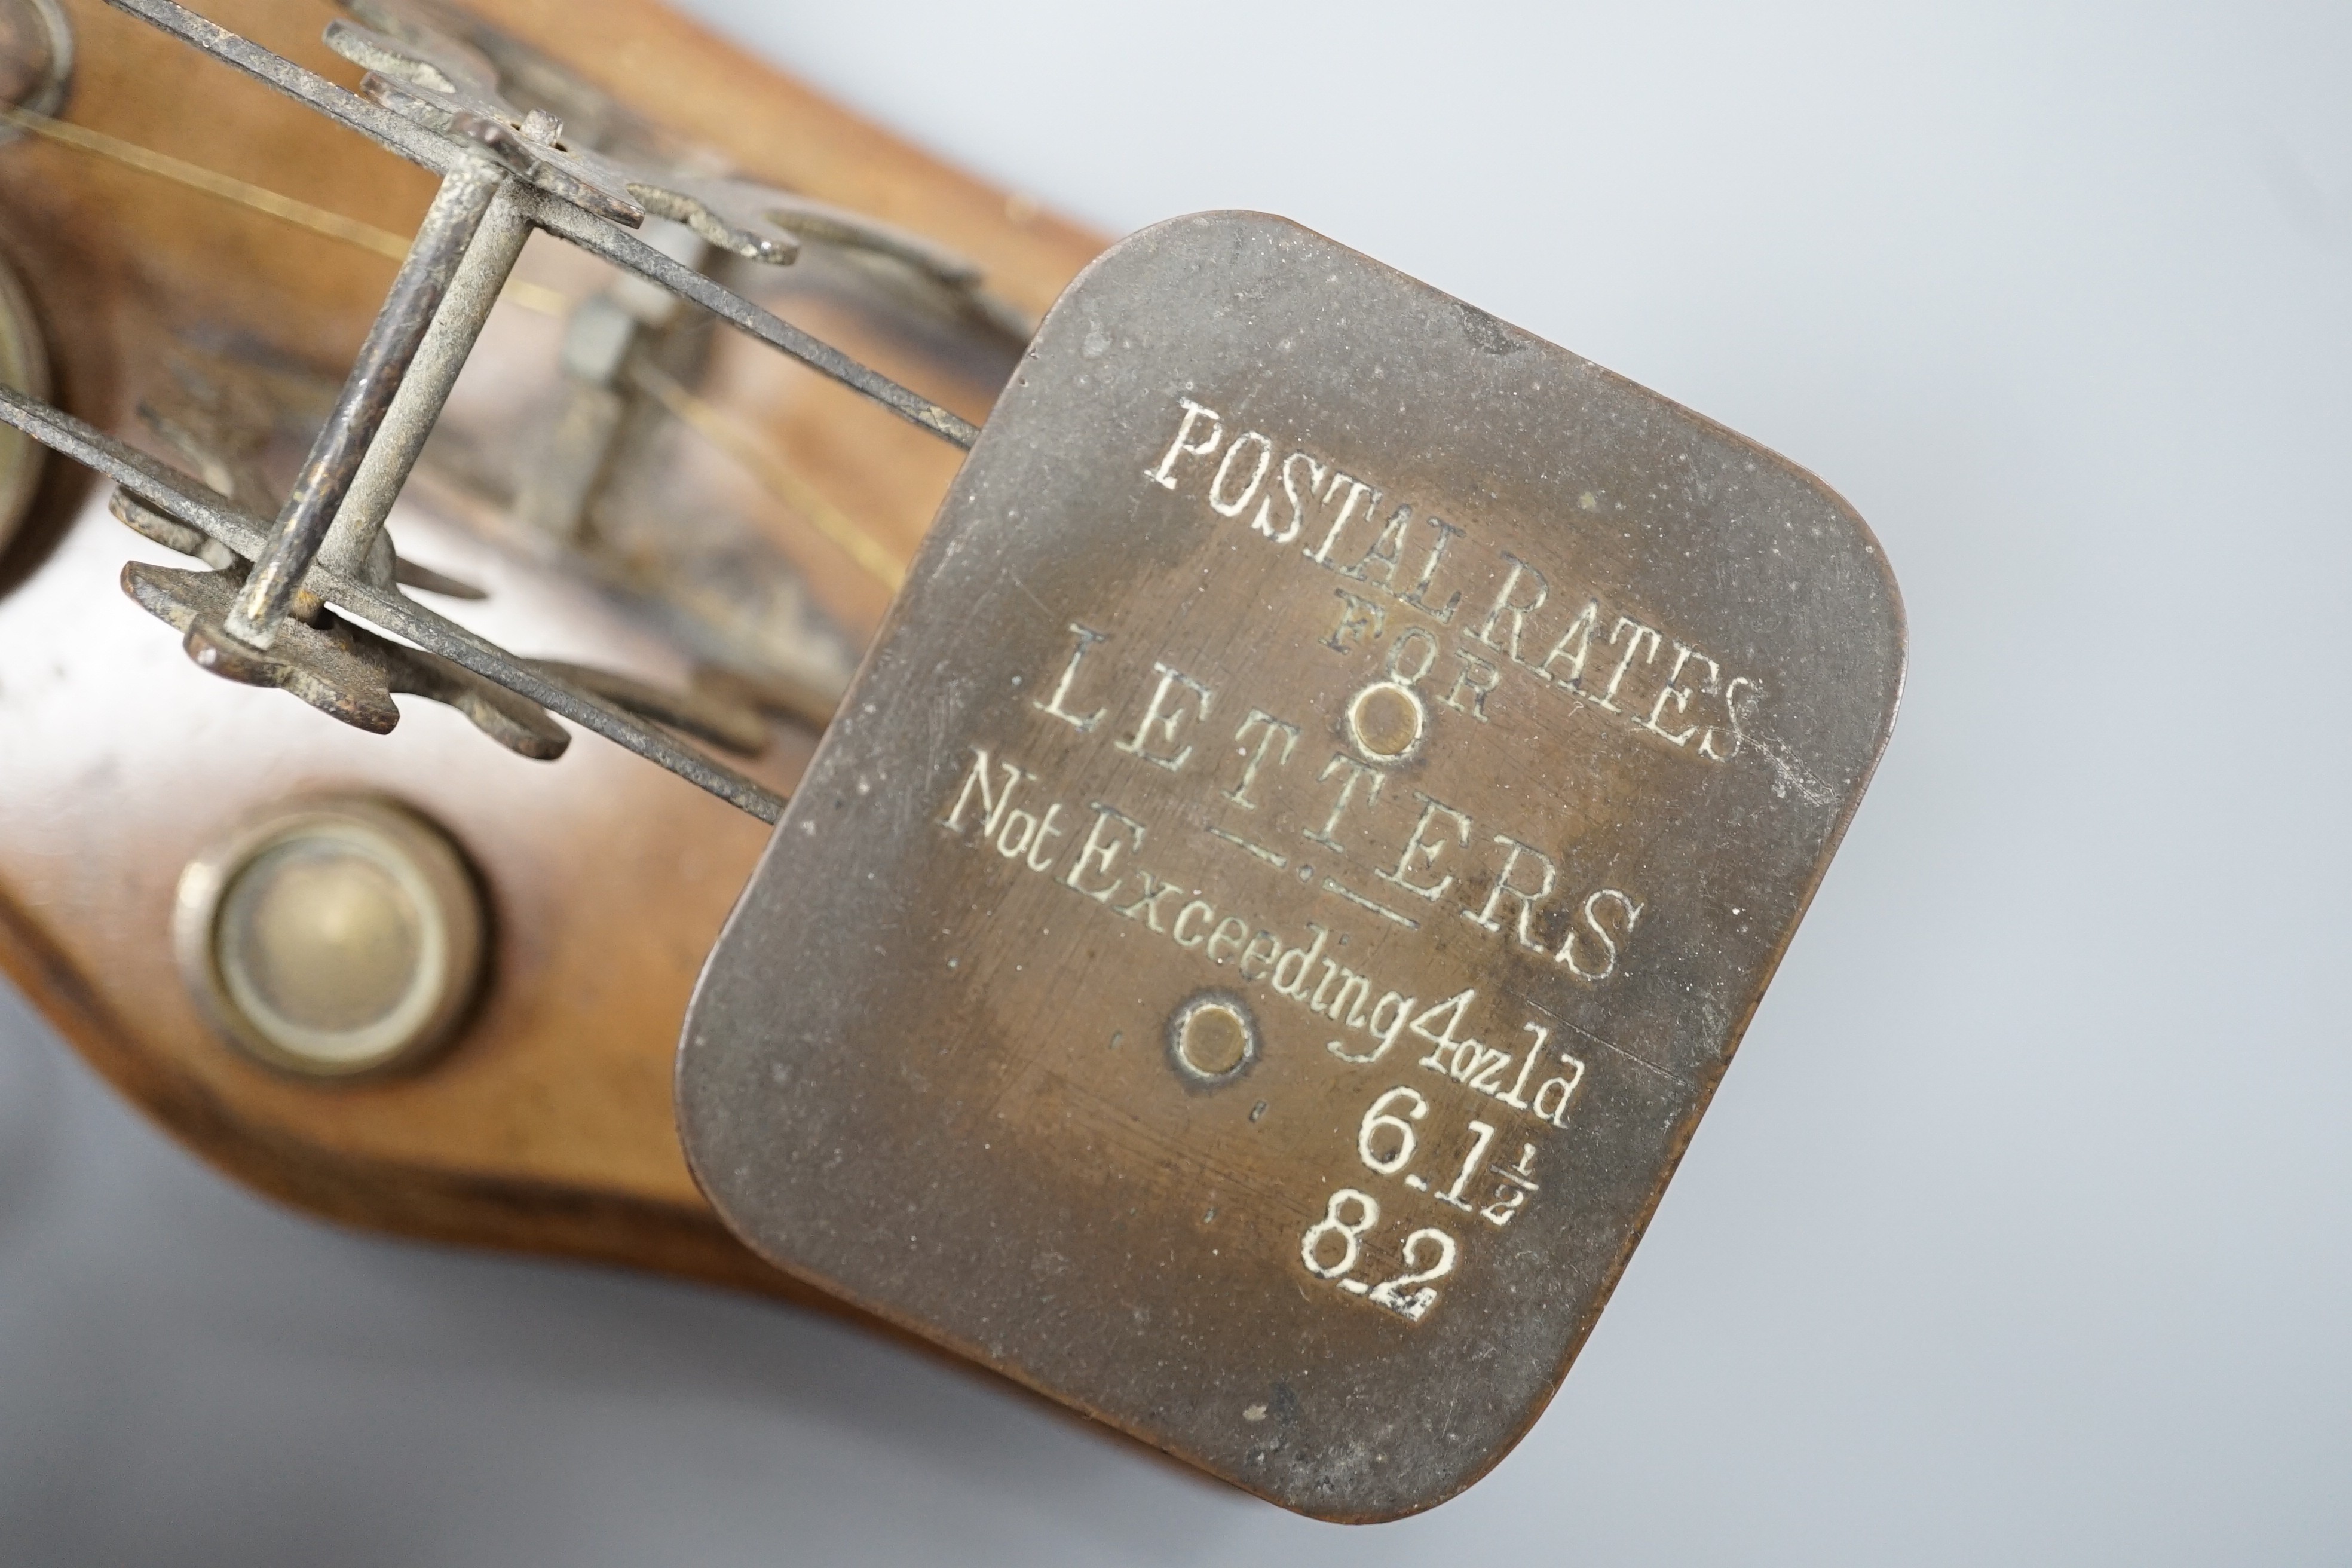 POSTAL RATES
FOR
LETTERS
Not Exceeding 4oz 1d
6.1½
8.2